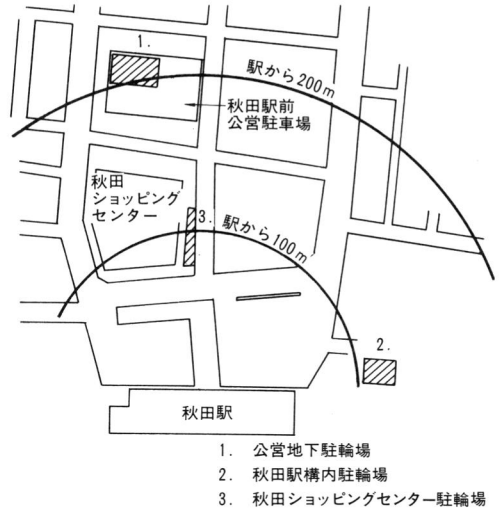 1.
駅から200m
秋田駅前
公営駐車場
秋田
ショッピング
センター
3.
駅から100m
2.
秋田駅
1. 公営地下駐輪場
2. 秋田駅構内駐輪場
3. 秋田ショッピングセンター駐輪場